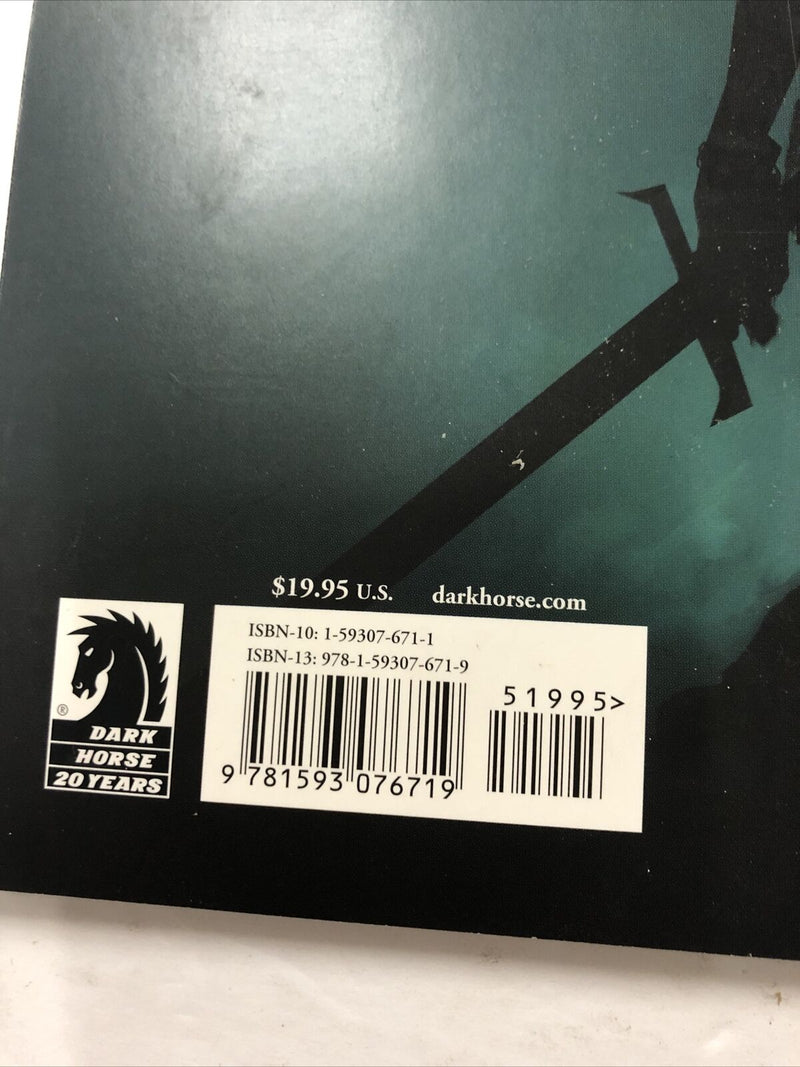 $19.95 U.S. darkhorse.com
ISBN-10: 1-59307-671-1
ISBN-13: 978-1-59307-671-9
51995>
9 781593 076719
®
DARK
HORSE
20 YEARS